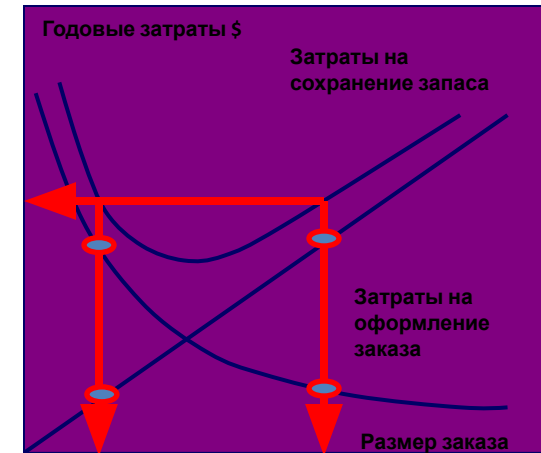 Годовые затраты $
Затраты на
сохранение запаса
Затраты на
оформление
заказа
Размер заказа